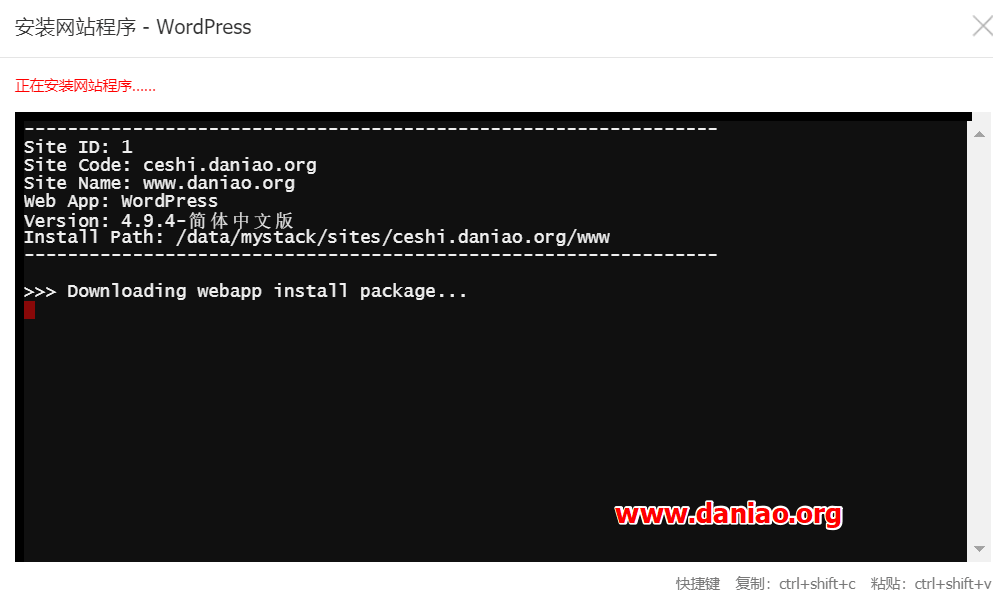 安装网站程序 - WordPress
正在安装网站程序......
----------------------------------------------------------------
Site ID: 1
Site Code: ceshi.daniao.org
Site Name: www.daniao.org
Web App: WordPress
Version: 4.9.4-简体中文版
Install Path: /data/mystack/sites/ceshi.daniao.org/www
----------------------------------------------------------------
>>> Downloading webapp install package...
www.daniao.org
快捷键 复制：ctrl+shift+c 粘贴：ctrl+shift+v